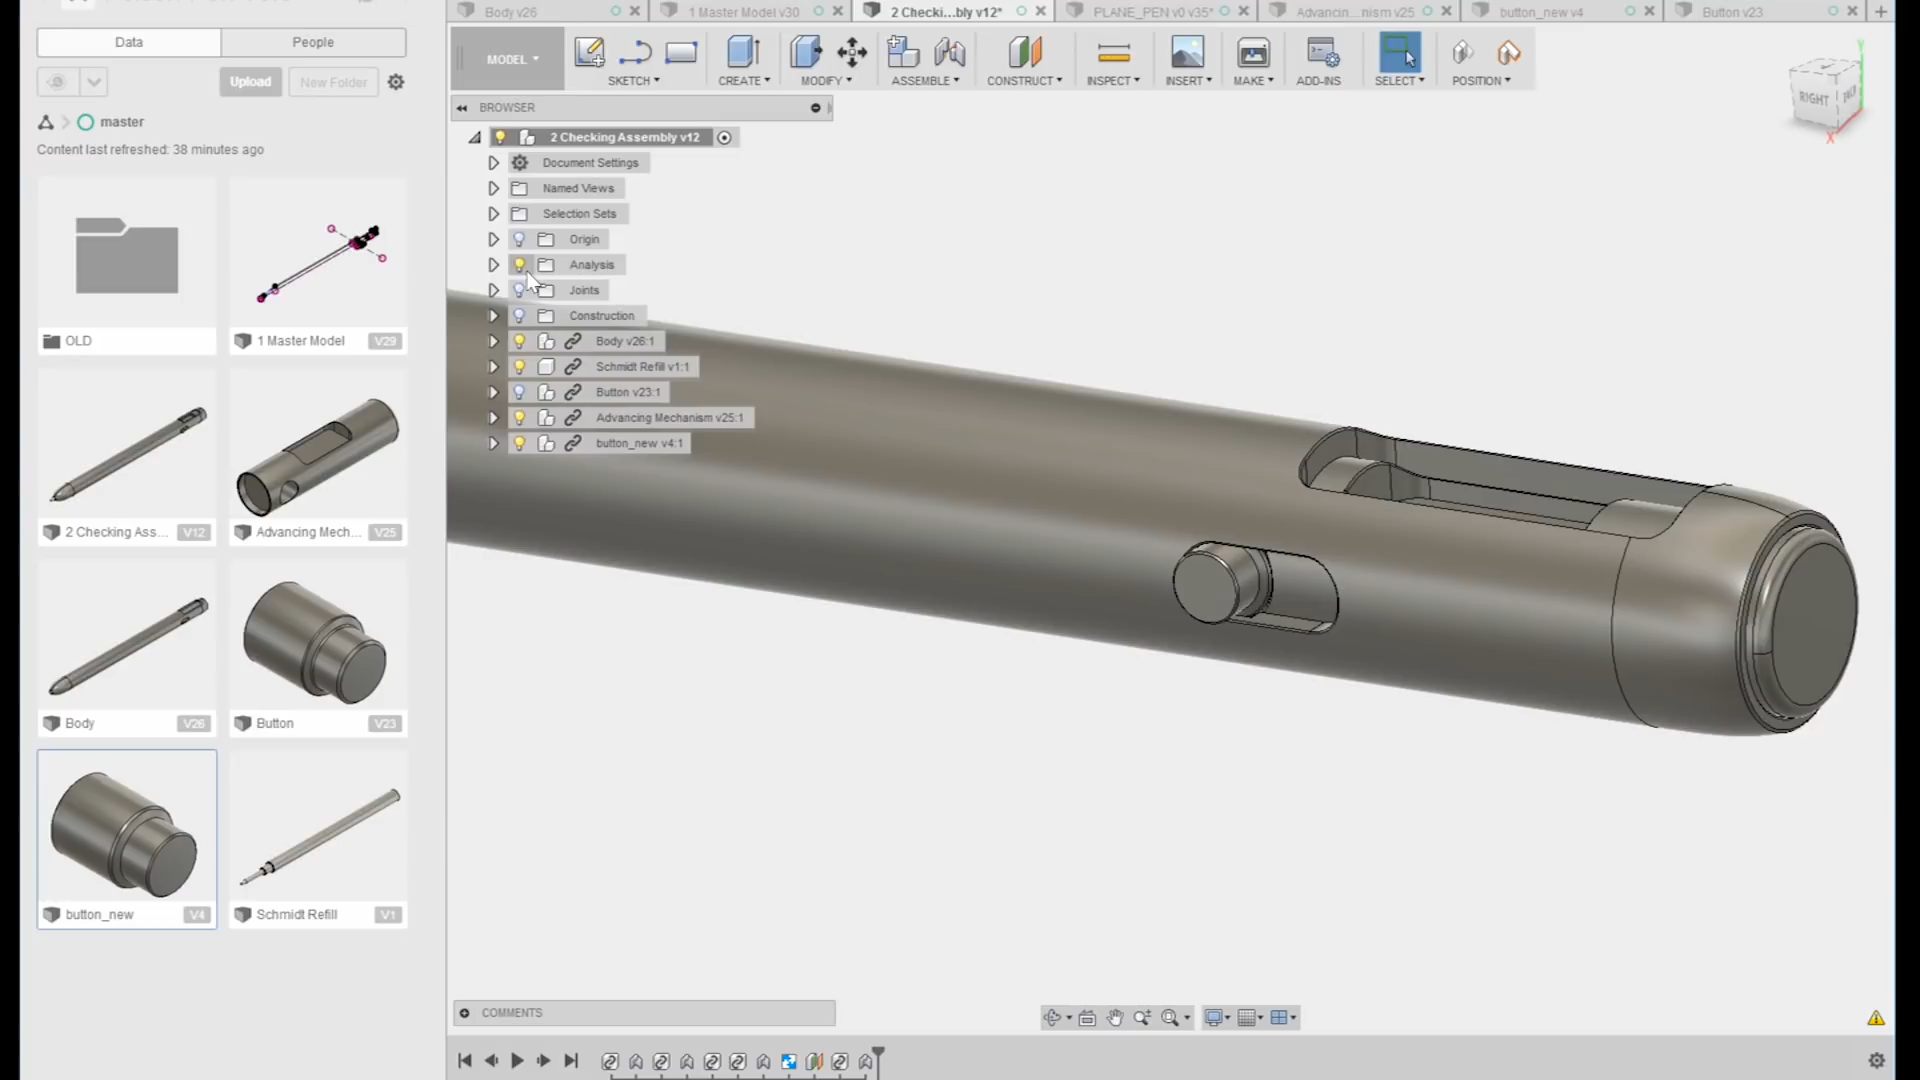 Body v26
1 Master Model v30
2 Checki...bly v12*
PLANE_PEN v0 v35*
Advancin...nism v25
button_new v4
Button v23
Data
People
Upload
New Folder
master
Content last refreshed: 38 minutes ago
OLD
1 Master Model V29
2 Checking Ass... V12
Advancing Mech... V25
Body V26
Button V23
button_new V4
Schmidt Refill V1
MODEL
SKETCH
CREATE
MODIFY
ASSEMBLE
CONSTRUCT
INSPECT
INSERT
MAKE
ADD-INS
SELECT
POSITION
BROWSER
2 Checking Assembly v12
Document Settings
Named Views
Selection Sets
Origin
Analysis
Joints
Construction
Body v26:1
Schmidt Refill v1:1
Button v23:1
Advancing Mechanism v25:1
button_new v4:1
Y
RIGHT
BACK
X
COMMENTS